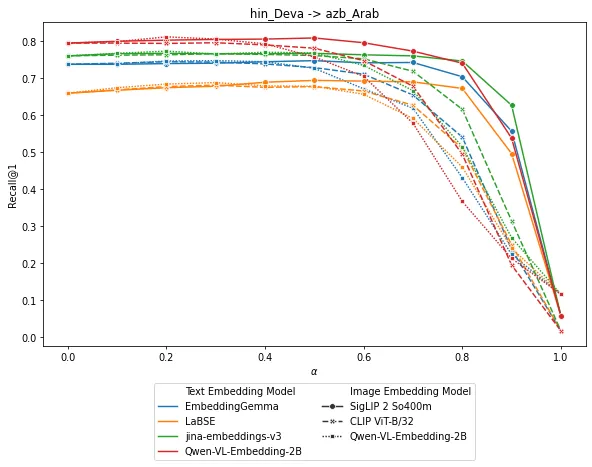 hin_Deva -> azb_Arab
0.8
0.7
0.6
0.5
0.4
0.3
0.2
0.1
0.0
Recall@1
0.0 0.2 0.4 0.6 0.8 1.0
α
Text Embedding Model
EmbeddingGemma
LaBSE
jina-embeddings-v3
Qwen-VL-Embedding-2B
Image Embedding Model
SigLIP 2 So400m
CLIP ViT-B/32
Qwen-VL-Embedding-2B